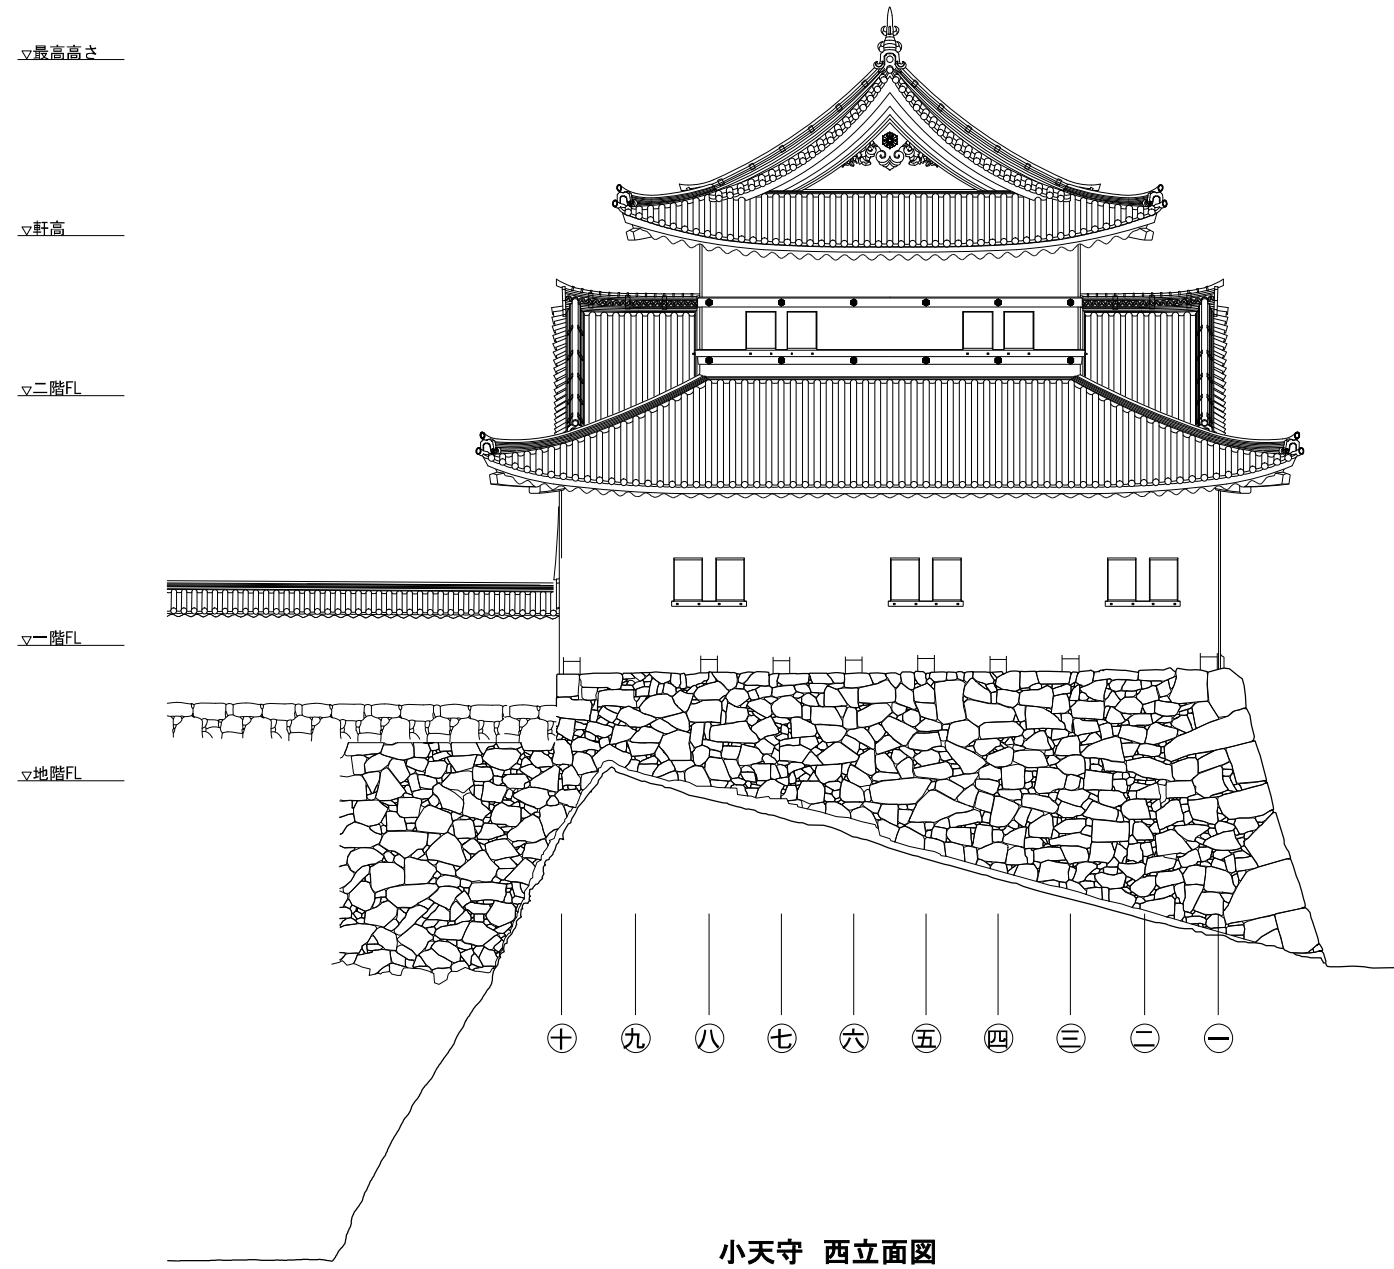 ▽最高高さ
▽軒高
▽二階FL
▽一階FL
▽地階FL
十 九 八 七 六 五 四 三 二 一
小天守 西立面図